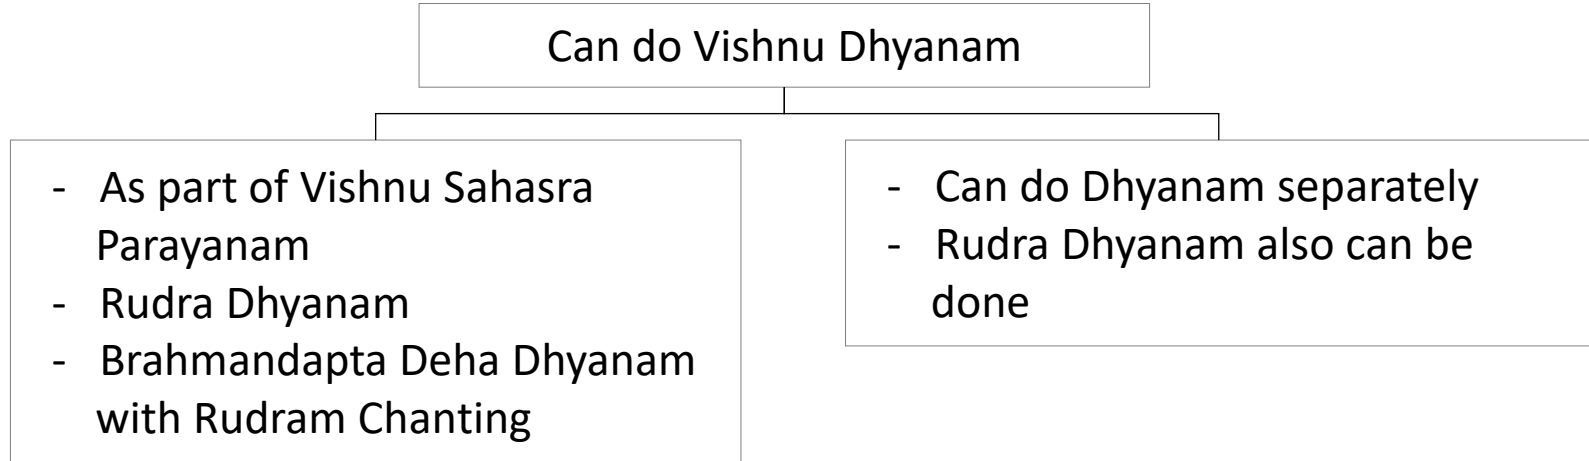 Can do Vishnu Dhyanam
- As part of Vishnu Sahasra
Parayanam
- Rudra Dhyanam
- Brahmandapta Deha Dhyanam
with Rudram Chanting
- Can do Dhyanam separately
- Rudra Dhyanam also can be
done